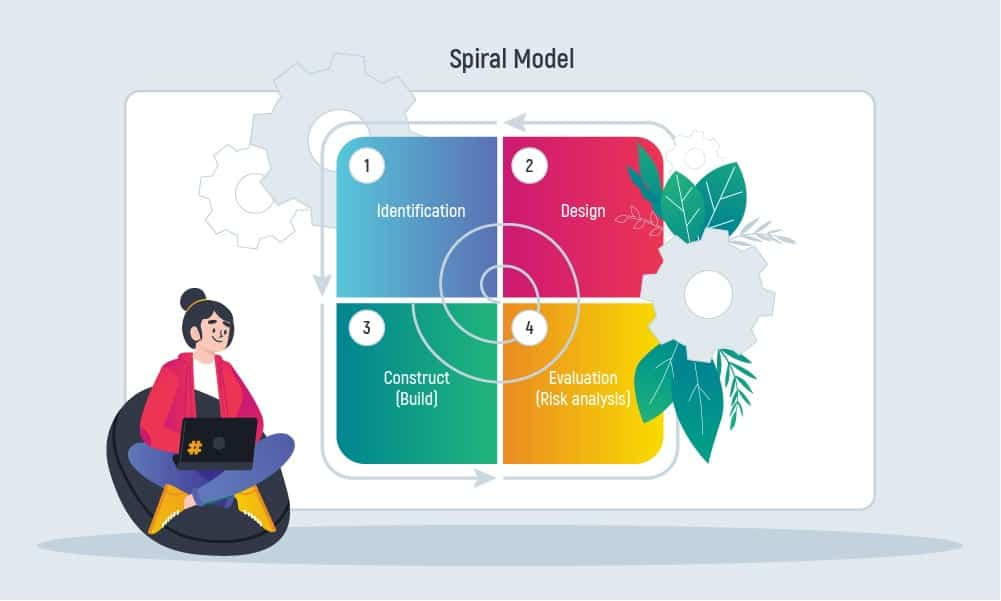 Spiral Model
1
Identification
2
Design
3
Construct
(Build)
4
Evaluation
(Risk analysis)
#